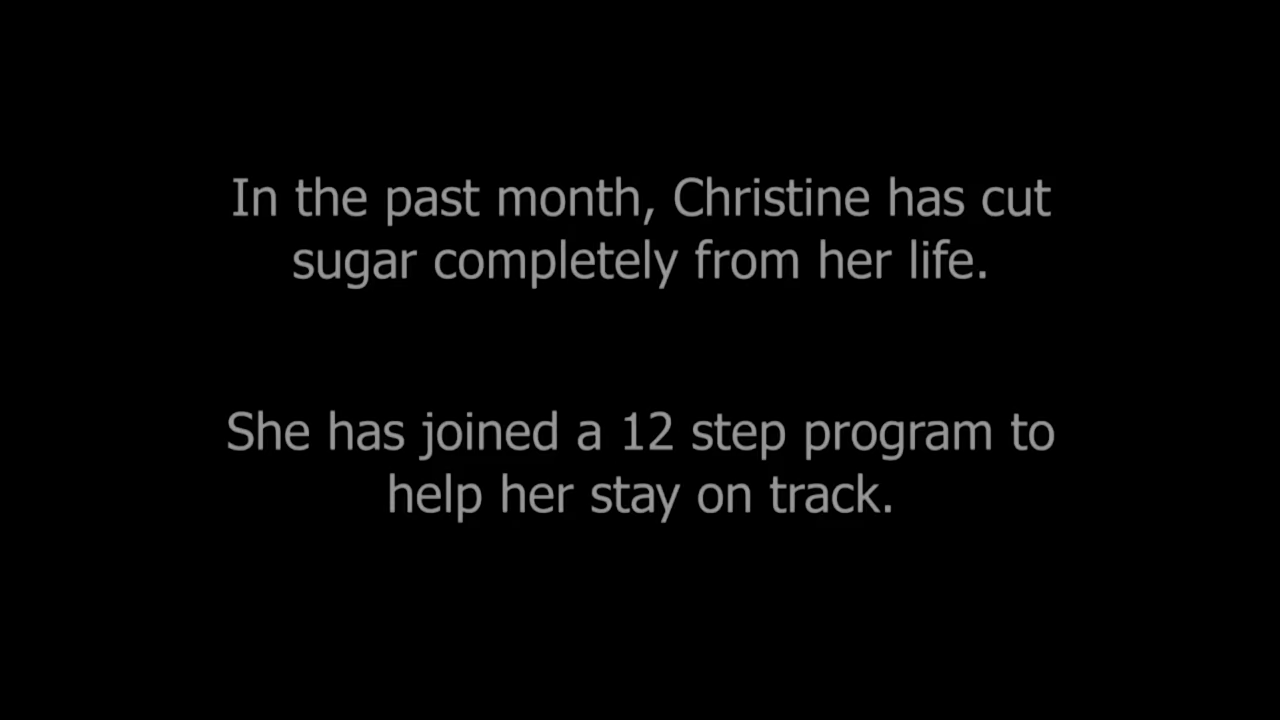 In the past month, Christine has cut
sugar completely from her life.
She has joined a 12 step program to
help her stay on track.